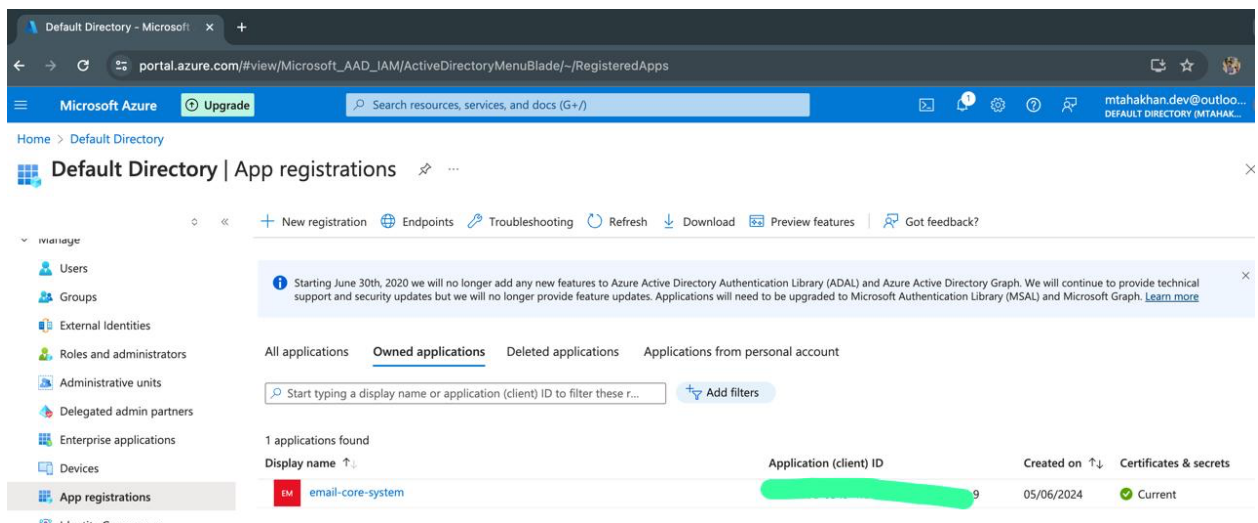 Default Directory - Microsoft
portal.azure.com/#view/Microsoft_AAD_IAM/ActiveDirectoryMenuBlade/~/RegisteredApps
Microsoft Azure
Upgrade
Search resources, services, and docs (G+/)
1
mtahakhan.dev@outloo...
DEFAULT DIRECTORY (MTAHAK...
Home > Default Directory
Default Directory | App registrations
New registration
Endpoints
Troubleshooting
Refresh
Download
Preview features
Got feedback?
Manage
Users
Groups
External Identities
Roles and administrators
Administrative units
Delegated admin partners
Enterprise applications
Devices
App registrations
Starting June 30th, 2020 we will no longer add any new features to Azure Active Directory Authentication Library (ADAL) and Azure Active Directory Graph. We will continue to provide technical
support and security updates but we will no longer provide feature updates. Applications will need to be upgraded to Microsoft Authentication Library (MSAL) and Microsoft Graph. Learn more
All applications
Owned applications
Deleted applications
Applications from personal account
Start typing a display name or application (client) ID to filter these r...
Add filters
1 applications found
Display name
Application (client) ID
Created on
Certificates & secrets
EM
email-core-system
9
05/06/2024
Current